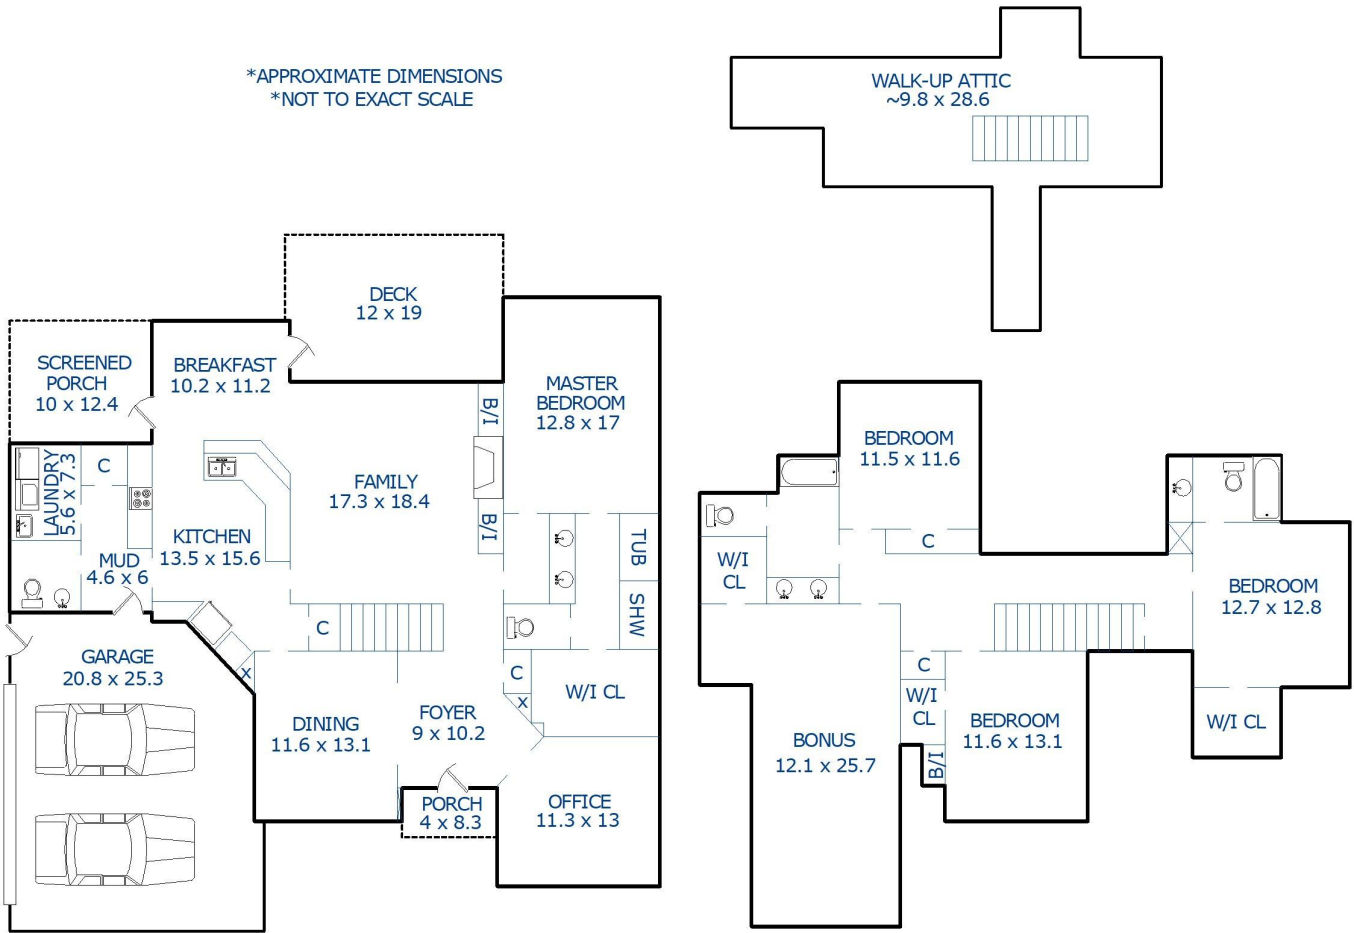 *APPROXIMATE DIMENSIONS
*NOT TO EXACT SCALE
WALK-UP ATTIC
~9.8 x 28.6
DECK
12 x 19
SCREENED
PORCH
10 x 12.4
BREAKFAST
10.2 x 11.2
MASTER
BEDROOM
12.8 x 17
B/I
FAMILY
17.3 x 18.4
B/I
LAUNDRY
5.6 x 7.3
C
KITCHEN
13.5 x 15.6
MUD
4.6 x 6
TUB
SHW
C
GARAGE
20.8 x 25.3
X
C
X
W/I CL
DINING
11.6 x 13.1
FOYER
9 x 10.2
PORCH
4 x 8.3
OFFICE
11.3 x 13
BEDROOM
11.5 x 11.6
C
W/I
CL
BEDROOM
12.7 x 12.8
C
W/I
CL
BEDROOM
11.6 x 13.1
W/I CL
BONUS
12.1 x 25.7
B/I